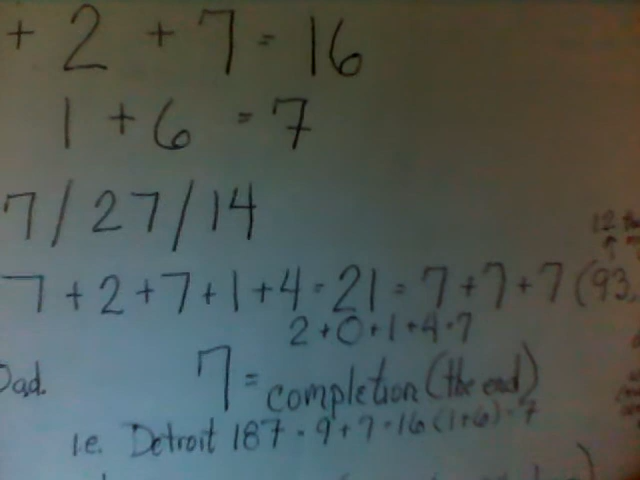 + 2 + 7 = 16
1 + 6 = 7
7/27/14
12
7 + 2 + 7 + 1 + 4 = 21 = 7 + 7 + 7 (93,
2 + 0 + 1 + 4 = 7
Dad. 7 = completion (the end)
i.e. Detroit 187 = 9 + 7 = 16 (1+6) = 7